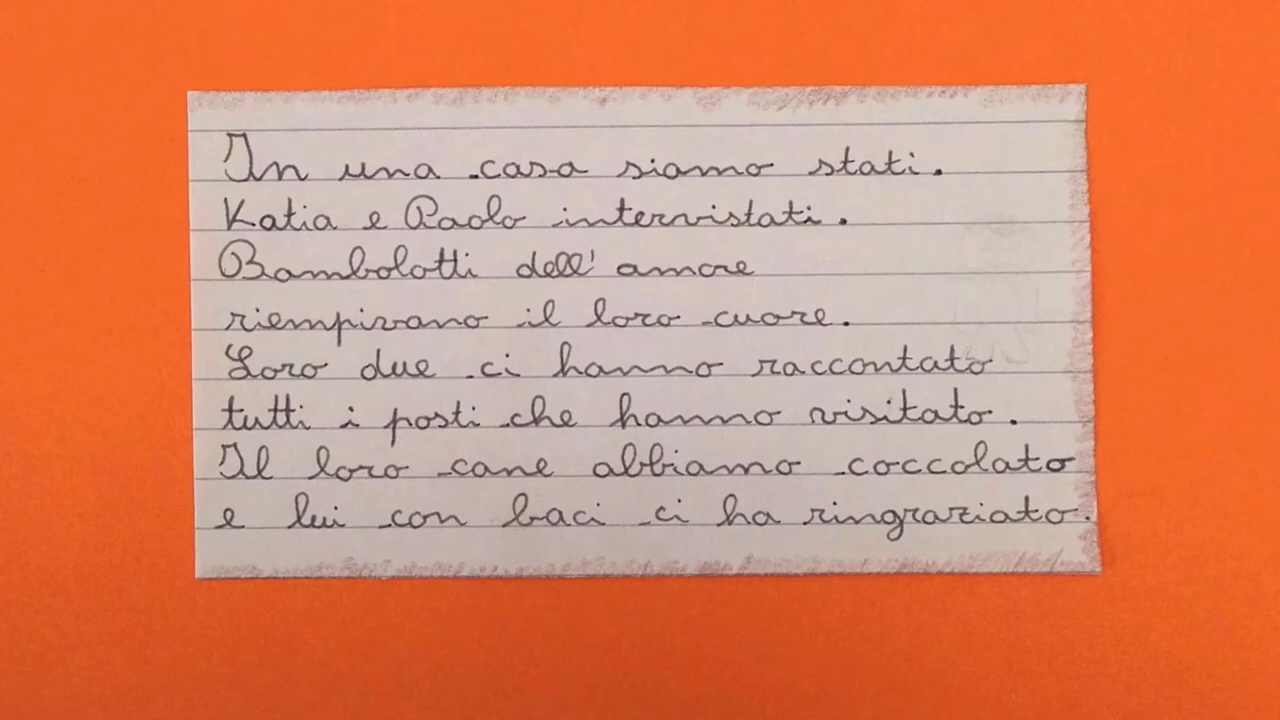 In una casa siamo stati.
Katia e Paolo intervistati.
Bambolotti dell' amore
riempivano il loro cuore.
Loro due ci hanno raccontato
tutti i posti che hanno visitato.
Il loro cane abbiamo coccolato
e lui con baci ci ha ringraziato.